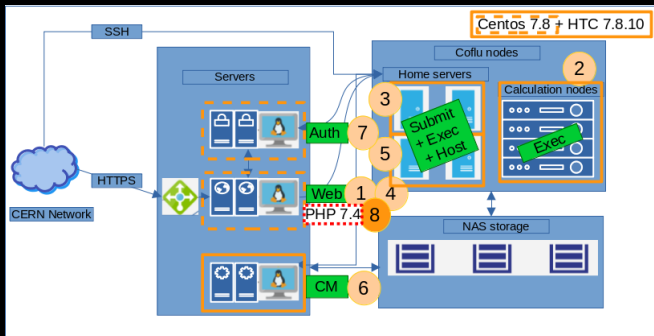 Centos 7.8 + HTC 7.8.10
SSH
Coflu nodes
Servers
Home servers
2
Calculation nodes
3
Submit
+ Exec
+ Host
Exec
Auth
7
5
HTTPS
CERN Network
Web
1
4
PHP 7.4
8
NAS storage
CM
6